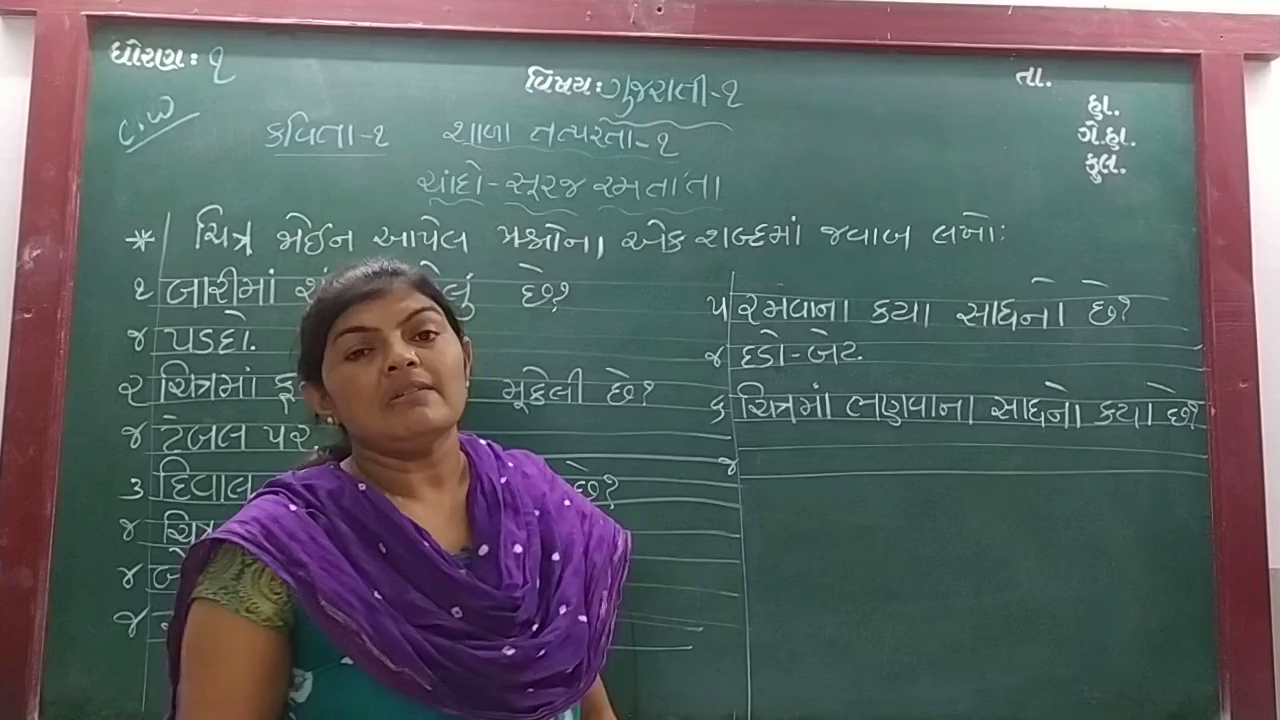 ધોરણ: ૧
વિષય: ગુજરાતી-૧
તા.
હા.
ગે.હા.
કુલ.
C.W
કવિતા-૧ શાળા તત્પરતા-૧
ચાંદો-સૂરજ રમતા'તા
* ચિત્ર જોઈને આપેલ પ્રશ્નોના એક શબ્દમાં જવાબ લખો:
૧ બારીમાં છે?
જ પડદો.
૨ ચિત્રમાં મૂકેલી છે?
જ ટેબલ પર.
૩ દિવાલ છે?
જ ચિત્ર
૪
જ
૫ રમવાના કયા સાધનો છે?
જ દડો-બેટ.
૬ ચિત્રમાં ભણવાના સાધનો કયા છે?
જ